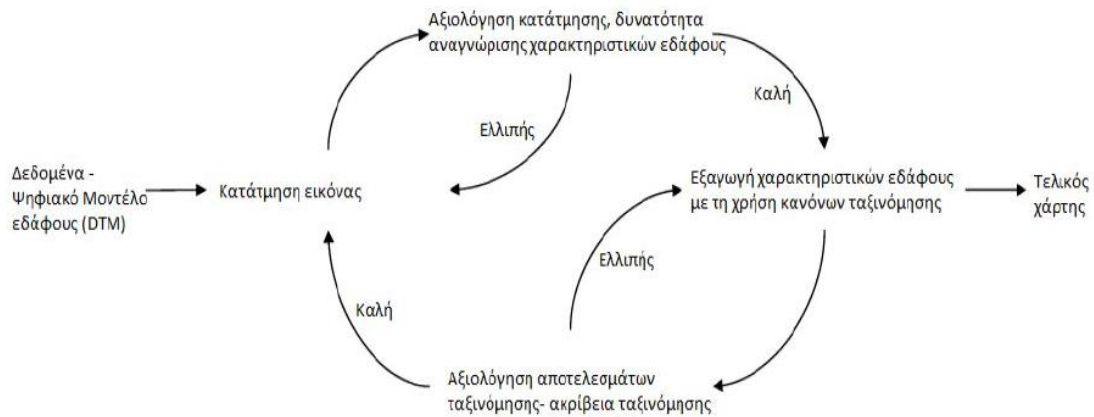 Αξιολόγηση κατάτμησης, δυνατότητα
αναγνώρισης χαρακτηριστικών εδάφους
Καλή
Ελλιπής
Δεδομένα -
Ψηφιακό Μοντέλο
εδάφους (DTM)
Κατάτμηση εικόνας
Εξαγωγή χαρακτηριστικών εδάφους
με τη χρήση κανόνων ταξινόμησης
Τελικός
χάρτης
Ελλιπής
Καλή
Αξιολόγηση αποτελεσμάτων
ταξινόμησης- ακρίβεια ταξινόμησης